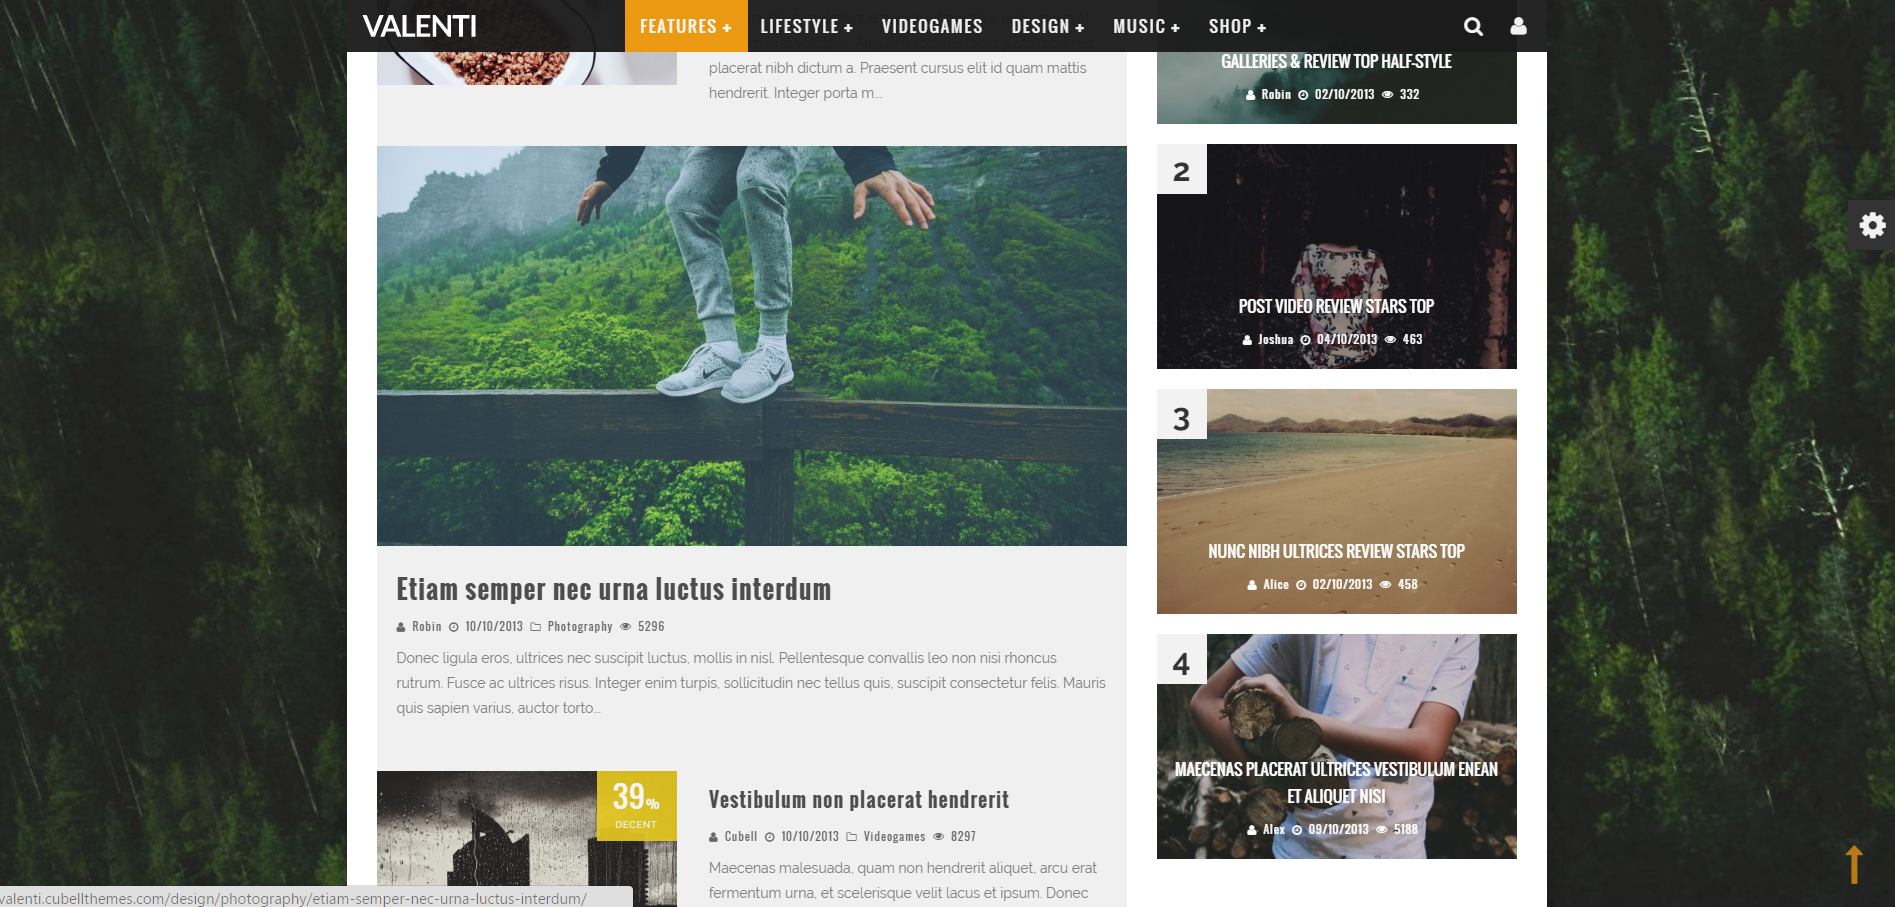 VALENTI
FEATURES + LIFESTYLE + VIDEOGAMES DESIGN + MUSIC + SHOP +
placerat nibh dictum a. Praesent cursus elit id quam mattis
hendrerit. Integer porta m...
Etiam semper nec urna luctus interdum
Robin 10/10/2013 Photography 5296
Donec ligula eros, ultrices nec suscipit luctus, mollis in nisl. Pellentesque convallis leo non nisi rhoncus
rutrum. Fusce ac ultrices risus. Integer enim turpis, sollicitudin nec tellus quis, suscipit consectetur felis. Mauris
quis sapien varius, auctor torto...
39%
DECENT
Vestibulum non placerat hendrerit
Cubell 10/10/2013 Videogames 8297
Maecenas malesuada, quam non hendrerit aliquet, arcu erat
fermentum urna, et scelerisque velit lacus et ipsum. Donec
GALLERIES & REVIEW TOP HALF-STYLE
Robin 02/10/2013 332
2
POST VIDEO REVIEW STARS TOP
Joshua 04/10/2013 463
3
NUNC NIBH ULTRICES REVIEW STARS TOP
Alice 02/10/2013 458
4
MAECENAS PLACERAT ULTRICES VESTIBULUM ENEAN
ET ALIQUET NISI
Alex 09/10/2013 5188
valenti.cubellthemes.com/design/photography/etiam-semper-nec-urna-luctus-interdum/